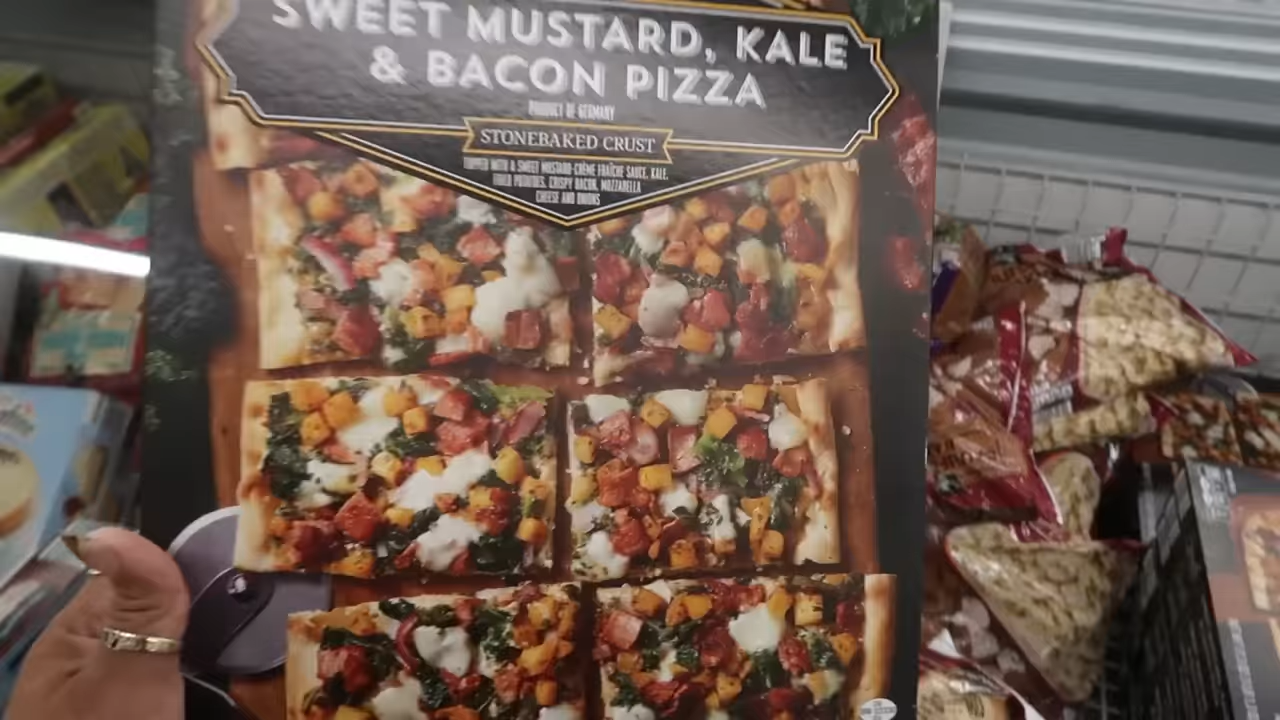 SWEET MUSTARD, KALE
& BACON PIZZA
PRODUCT OF GERMANY
STONEBAKED CRUST
TOPPED WITH A SWEET MUSTARD-CRÈME FRAÎCHE SAUCE, KALE,
FRIED POTATOES, CRISPY BACON, MOZZARELLA
CHEESE AND ONIONS